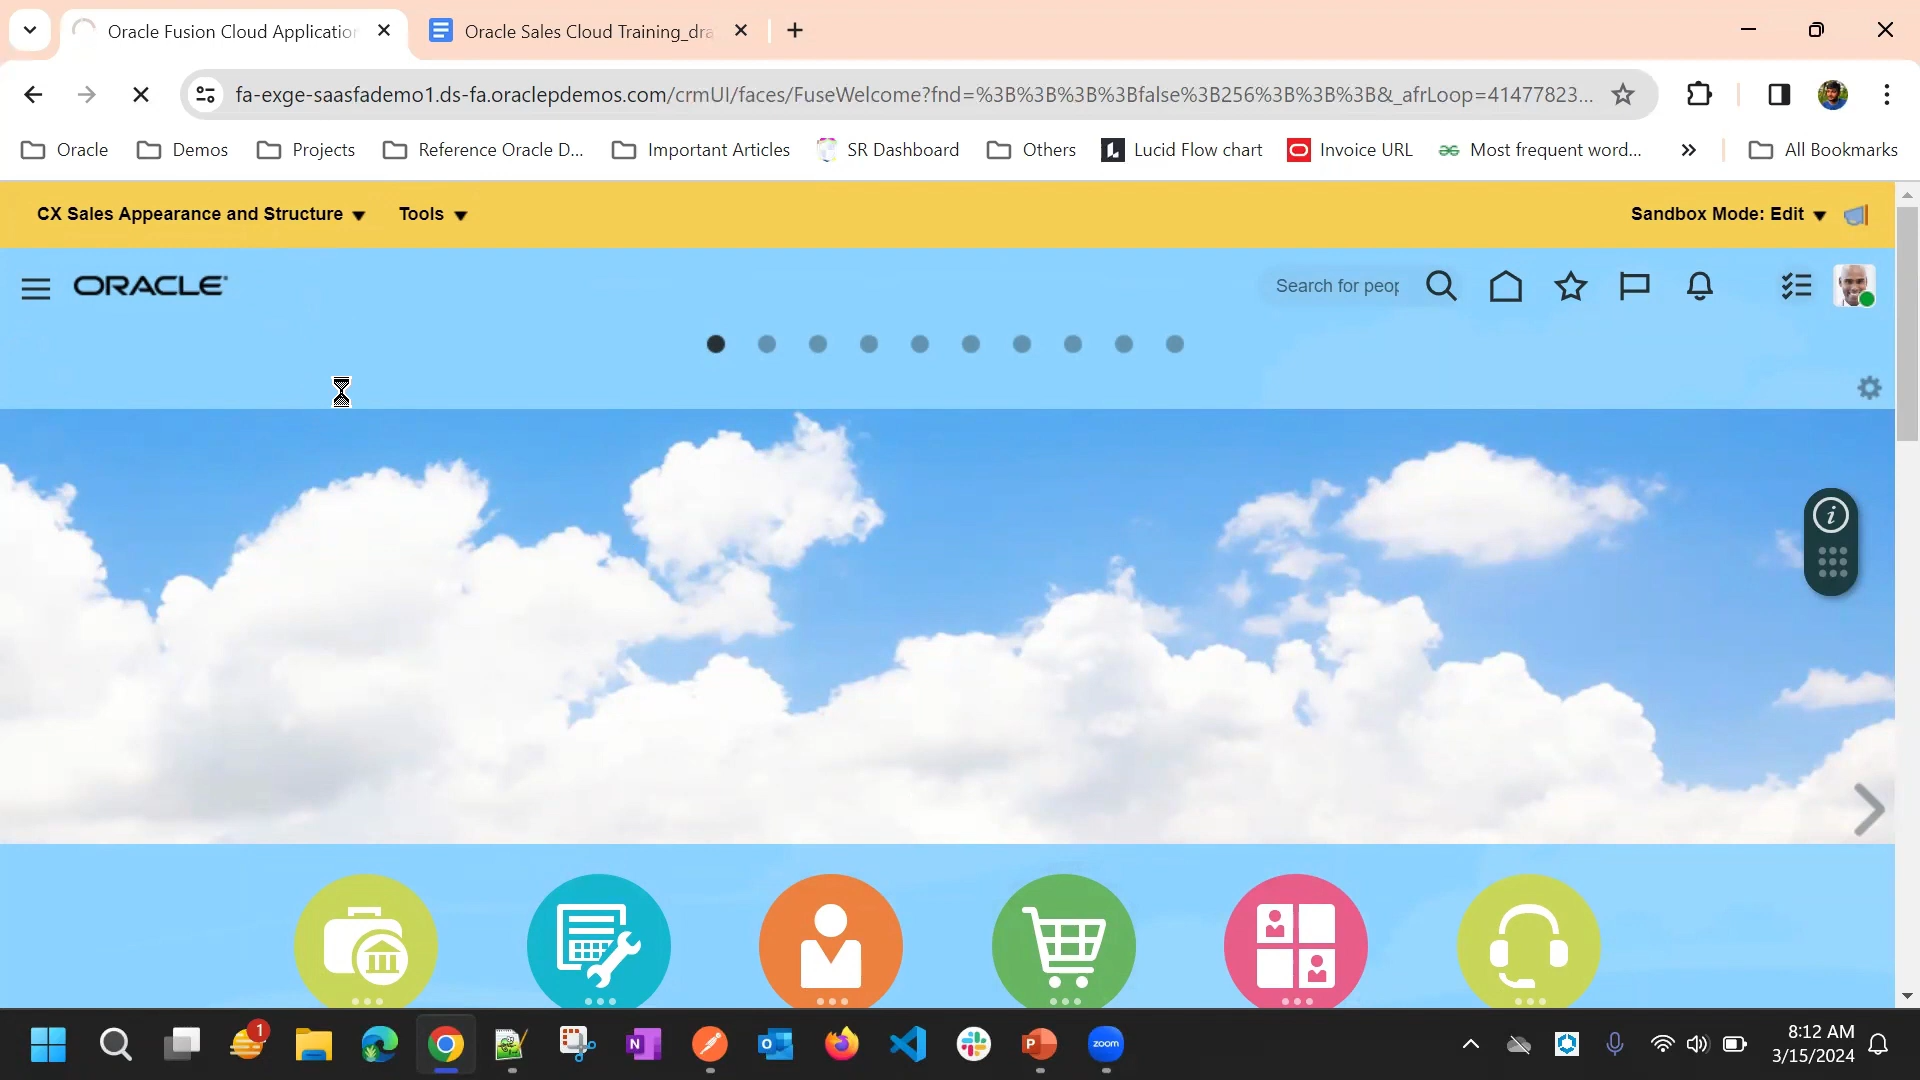 Oracle Fusion Cloud Applicatio
Oracle Sales Cloud Training_dra
fa-exge-saasfademo1.ds-fa.oraclepdemos.com/crmUI/faces/FuseWelcome?fnd=%3B%3B%3B%3Bfalse%3B256%3B%3B%3B&_afrLoop=41477823...
Oracle
Demos
Projects
Reference Oracle D...
Important Articles
SR Dashboard
Others
Lucid Flow chart
Invoice URL
Most frequent word...
All Bookmarks
CX Sales Appearance and Structure
Tools
Sandbox Mode: Edit
ORACLE
Search for peop
1
zoom
8:12 AM
3/15/2024